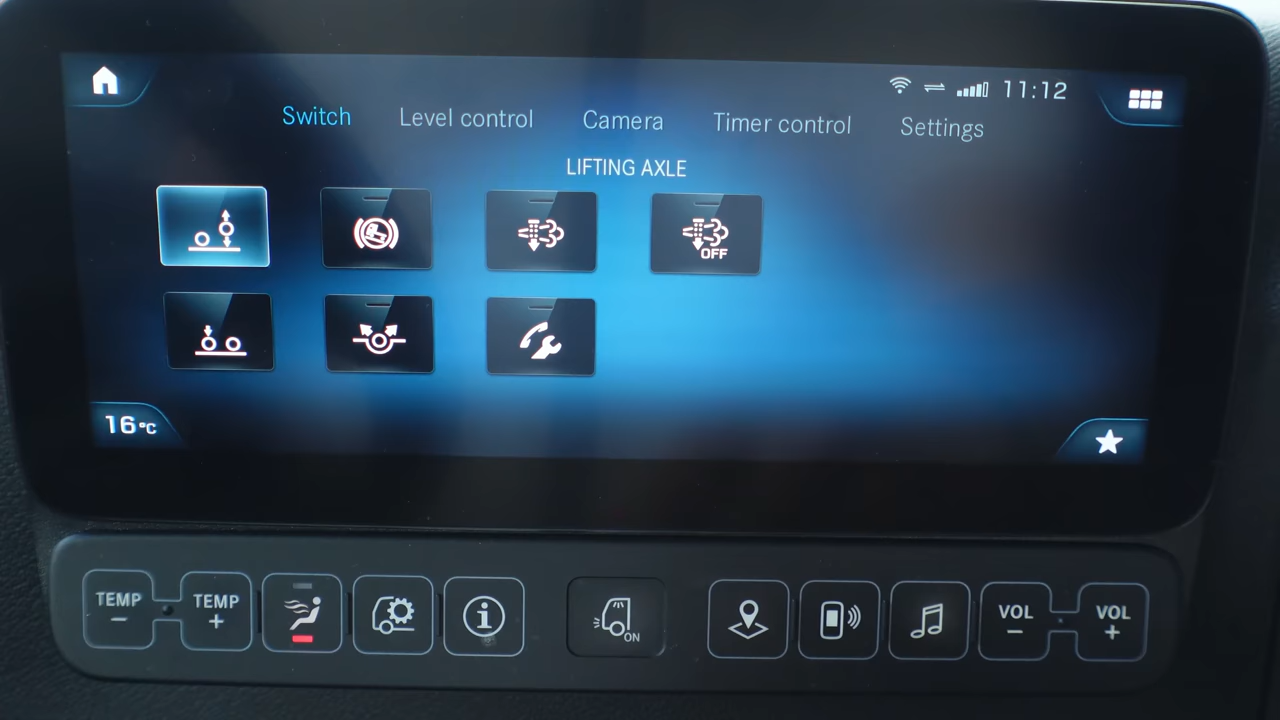 11:12
Switch Level control Camera Timer control Settings
LIFTING AXLE
OFF
16°C
TEMP
−
TEMP
+
ON
VOL
−
VOL
+